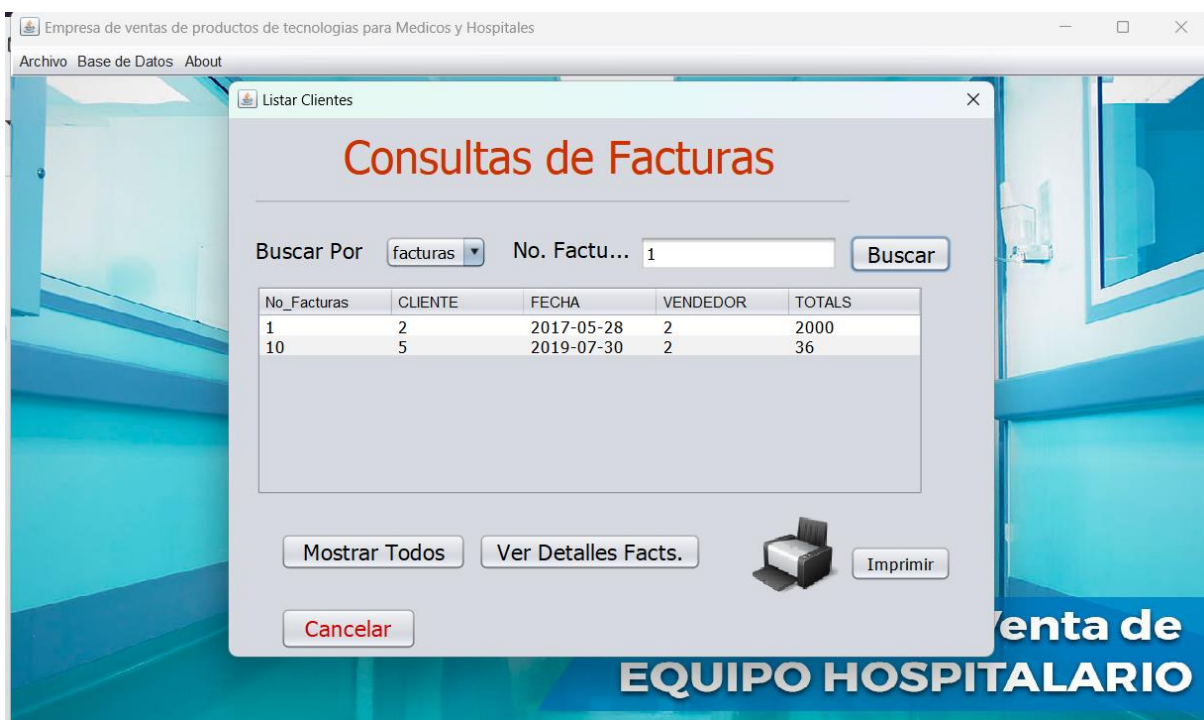 Empresa de ventas de productos de tecnologias para Medicos y Hospitales
Archivo Base de Datos About
Listar Clientes
Consultas de Facturas
Buscar Por facturas No. Factu... 1 Buscar
No_Facturas CLIENTE FECHA VENDEDOR TOTALS
1 2 2017-05-28 2 2000
10 5 2019-07-30 2 36
Mostrar Todos Ver Detalles Facts. Imprimir
Cancelar
enta de
EQUIPO HOSPITALARIO